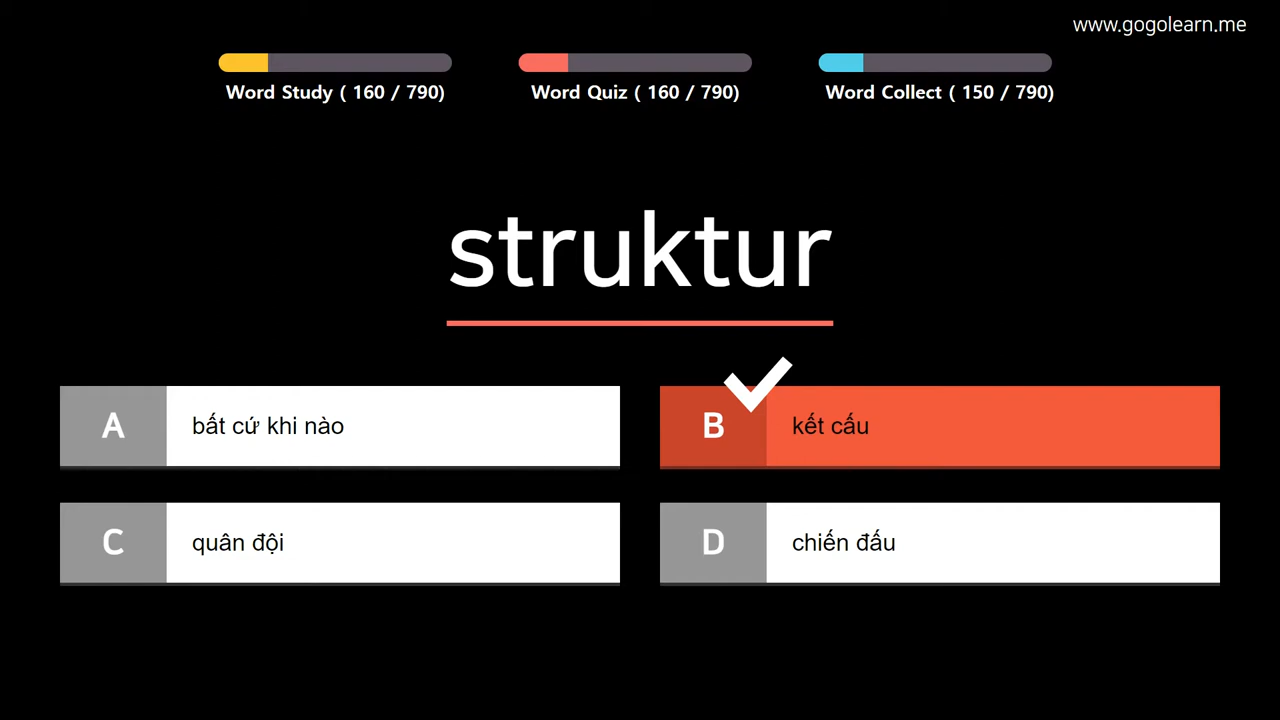 www.gogolearn.me
Word Study ( 160 / 790)
Word Quiz ( 160 / 790)
Word Collect ( 150 / 790)
struktur
A bất cứ khi nào
B kết cấu
C quân đội
D chiến đấu